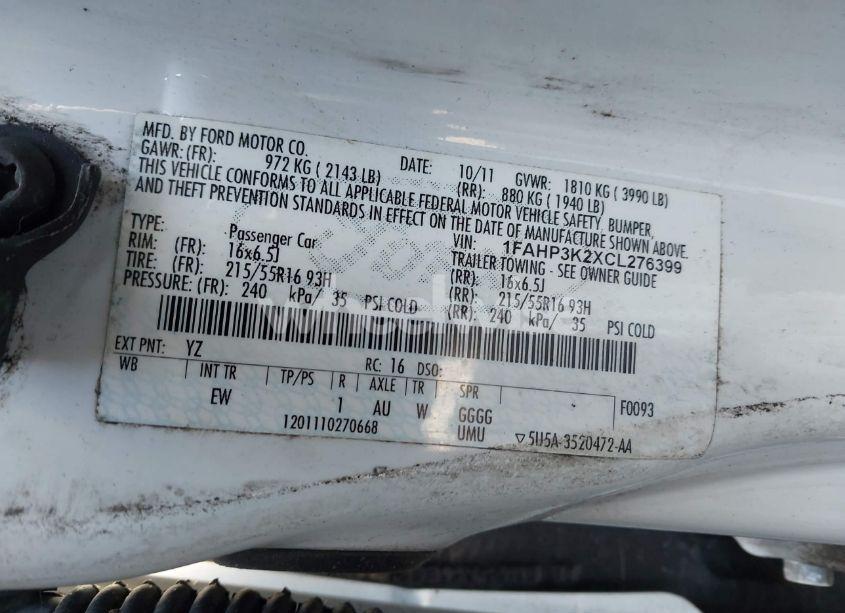 MFD. BY FORD MOTOR CO. DATE: 10/11 GVWR: 1810 KG ( 3990 LB)
GAWR: (FR): 972 KG ( 2143 LB) (RR): 880 KG ( 1940 LB)
THIS VEHICLE CONFORMS TO ALL APPLICABLE FEDERAL MOTOR VEHICLE SAFETY, BUMPER,
AND THEFT PREVENTION STANDARDS IN EFFECT ON THE DATE OF MANUFACTURE SHOWN ABOVE.
VIN: 1FAHP3K2XCL276399
TYPE: Passenger Car TRAILER TOWING - SEE OWNER GUIDE
RIM: (FR): 16x6.5J (RR): 16x6.5J
TIRE: (FR): 215/55R16 93H (RR): 215/55R16 93H
PRESSURE: (FR): 240 kPa/ 35 PSI COLD (RR): 240 kPa/ 35 PSI COLD
EXT PNT: YZ RC: 16 DSO:
WB INT TR TP/PS R AXLE TR SPR
EW 1 AU W GGGG F0093
UMU
1201110270668 5U5A-3520472-AA